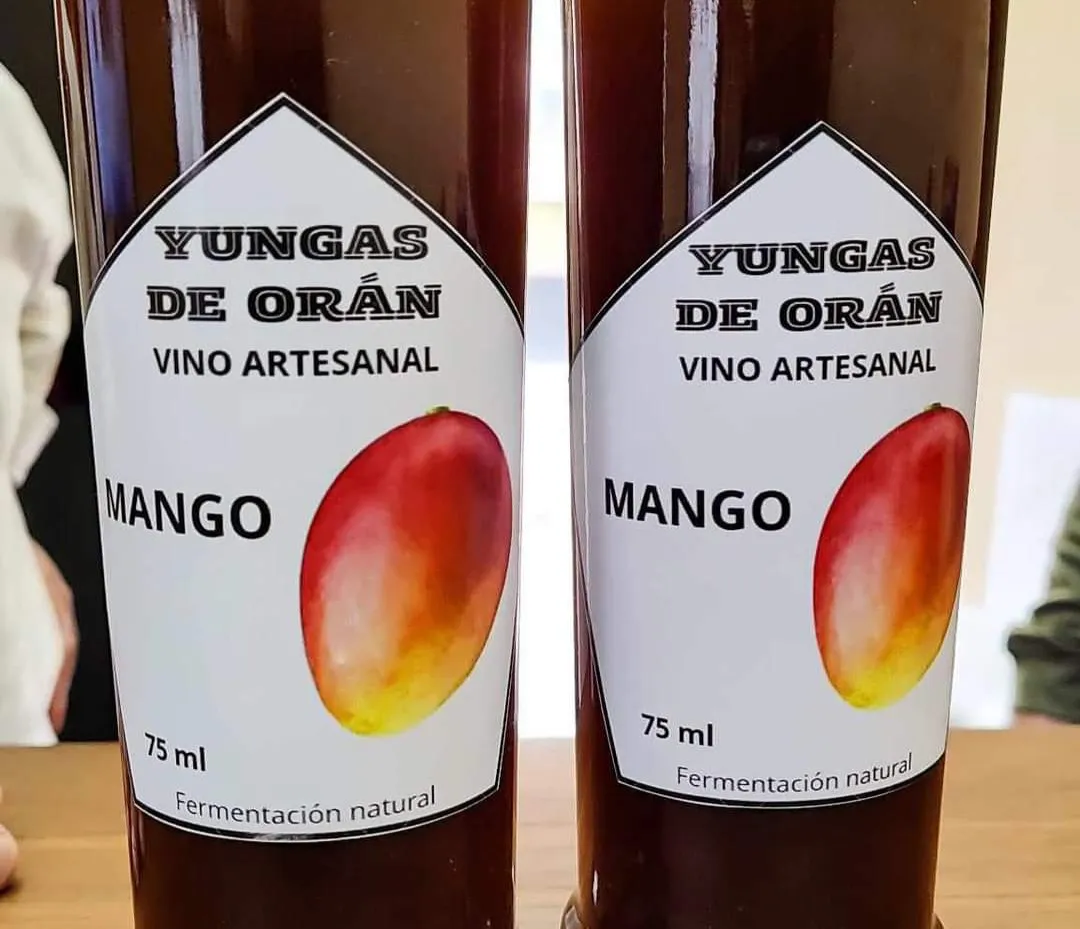 YUNGAS
DE ORÁN
VINO ARTESANAL
MANGO
75 ml
Fermentación natural
YUNGAS
DE ORÁN
VINO ARTESANAL
MANGO
75 ml
Fermentación natural